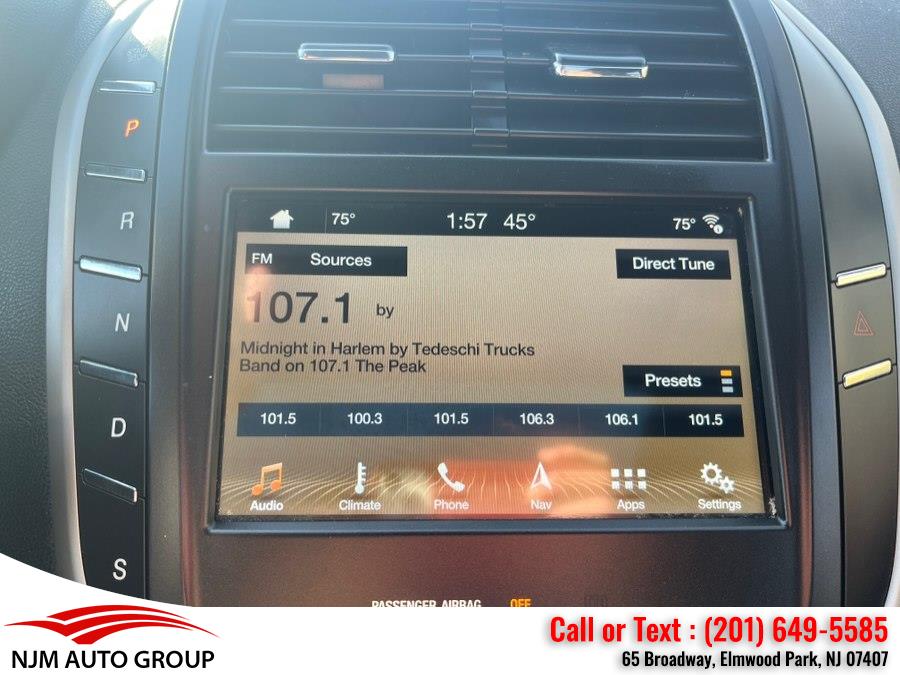 P
R
N
D
S
75° 1:57 45° 75°
FM Sources Direct Tune
107.1 by
Midnight in Harlem by Tedeschi Trucks
Band on 107.1 The Peak
Presets
101.5 100.3 101.5 106.3 106.1 101.5
Audio Climate Phone Nav Apps Settings
PASSENGER AIRBAG OFF
NJM AUTO GROUP
Call or Text : (201) 649-5585
65 Broadway, Elmwood Park, NJ 07407